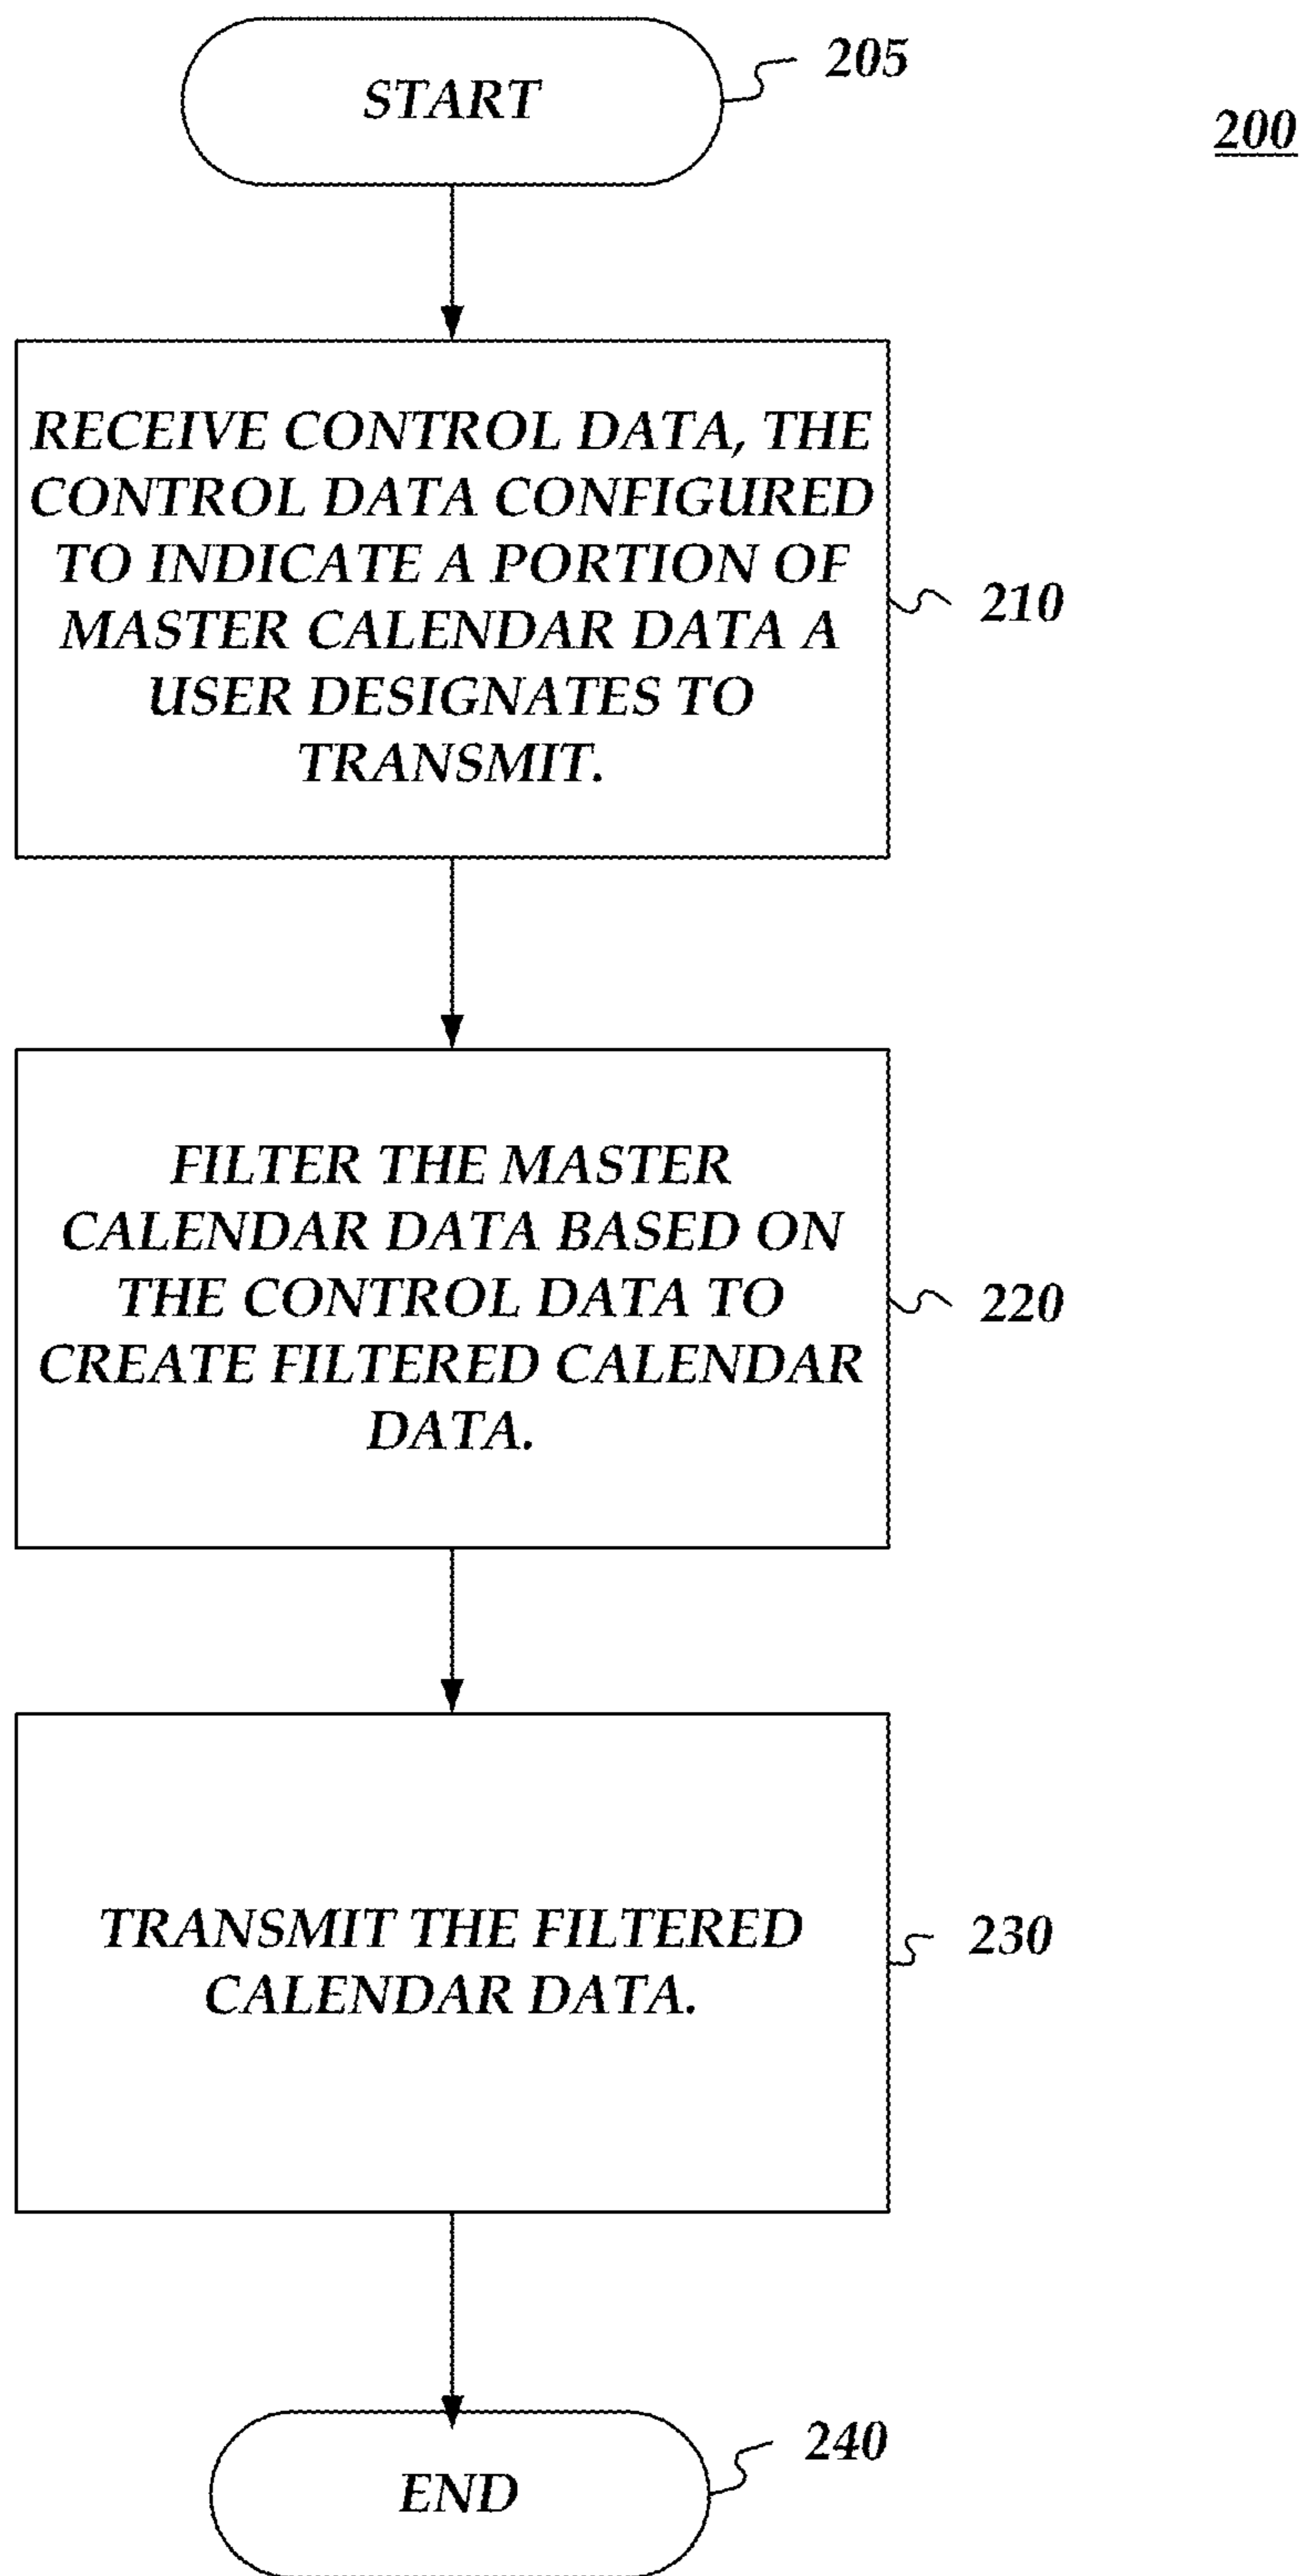 START
205
200
RECEIVE CONTROL DATA, THE
CONTROL DATA CONFIGURED
TO INDICATE A PORTION OF
MASTER CALENDAR DATA A
USER DESIGNATES TO
TRANSMIT.
210
FILTER THE MASTER
CALENDAR DATA BASED ON
THE CONTROL DATA TO
CREATE FILTERED CALENDAR
DATA.
220
TRANSMIT THE FILTERED
CALENDAR DATA.
230
END
240